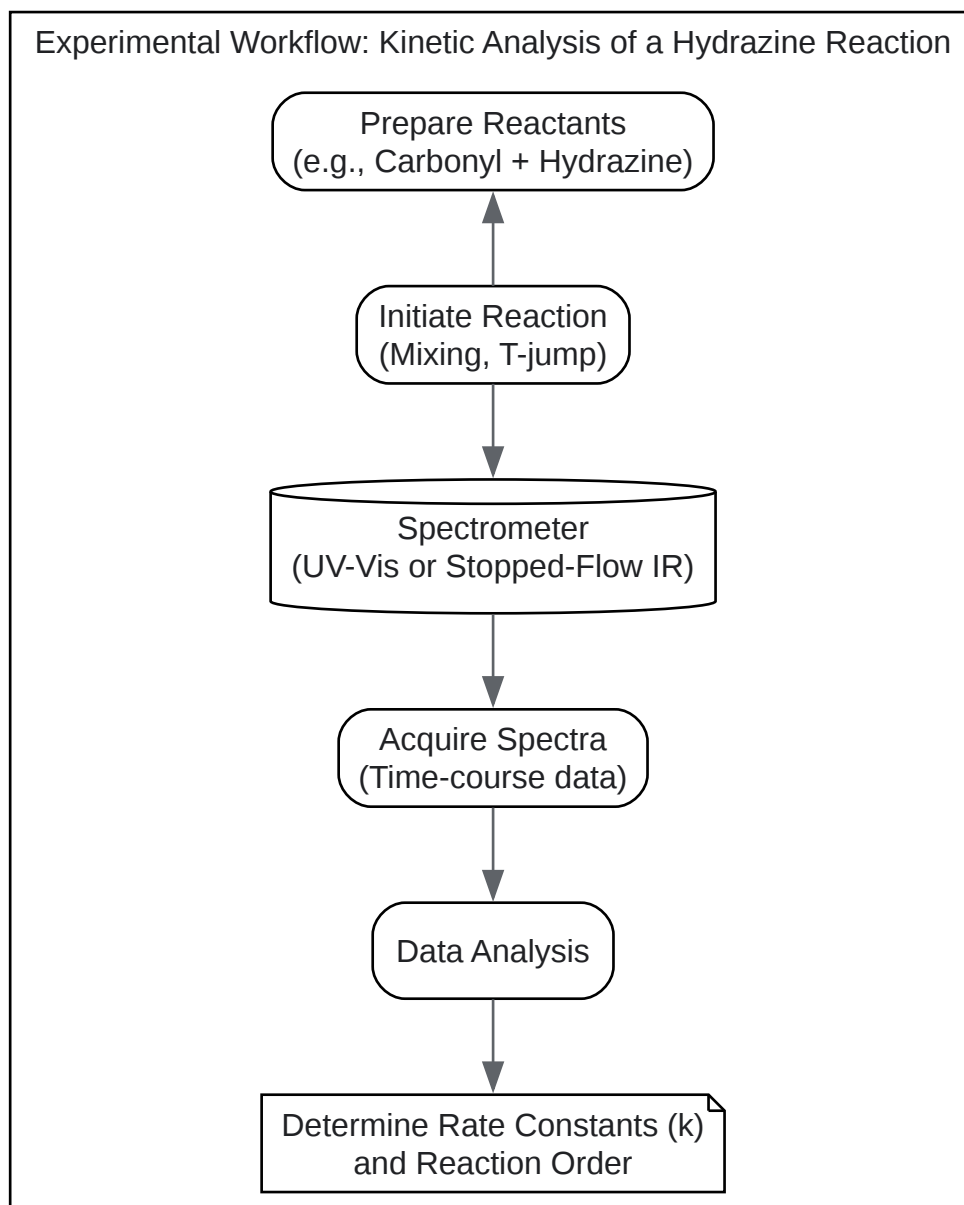 Experimental Workflow: Kinetic Analysis of a Hydrazine Reaction
Prepare Reactants
(e.g., Carbonyl + Hydrazine)
Initiate Reaction
(Mixing, T-jump)
Spectrometer
(UV-Vis or Stopped-Flow IR)
Acquire Spectra
(Time-course data)
Data Analysis
Determine Rate Constants (k)
and Reaction Order